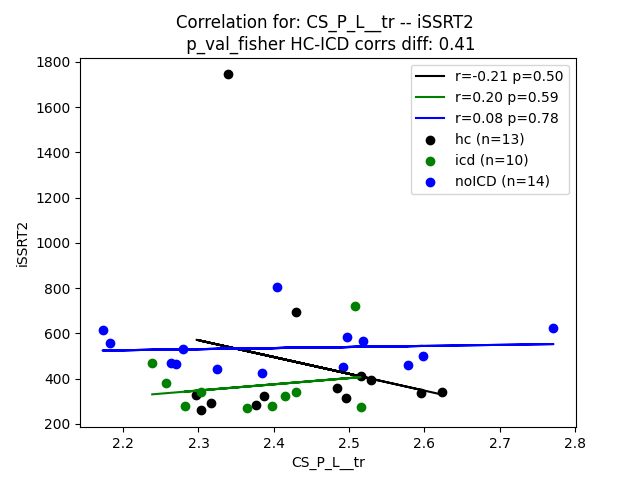 Correlation for: CS_P_L__tr -- iSSRT2
p_val_fisher HC-ICD corrs diff: 0.41
1800
1600
1400
1200
1000
800
600
400
200
iSSRT2
r=-0.21 p=0.50
r=0.20 p=0.59
r=0.08 p=0.78
hc (n=13)
icd (n=10)
noICD (n=14)
2.2 2.3 2.4 2.5 2.6 2.7 2.8
CS_P_L__tr